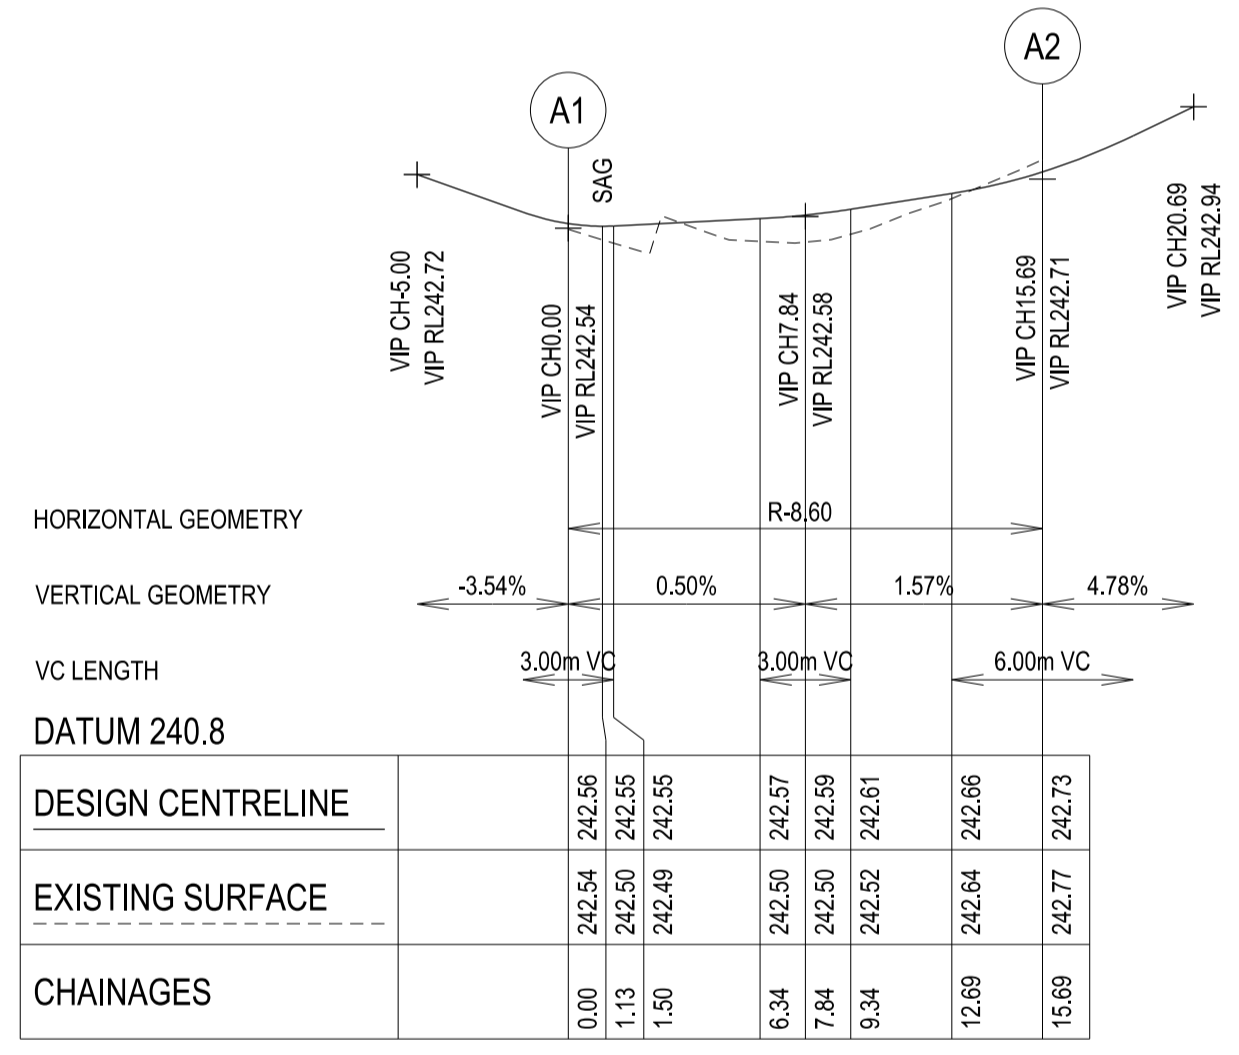 A2
A1
SAG
VIP CH-5.00
VIP RL242.72
VIP CH0.00
VIP RL242.54
VIP CH7.84
VIP RL242.58
VIP CH15.69
VIP RL242.71
VIP CH20.69
VIP RL242.94
HORIZONTAL GEOMETRY R-8.60
VERTICAL GEOMETRY -3.54% 0.50% 1.57% 4.78%
VC LENGTH 3.00m VC 3.00m VC 6.00m VC
DATUM 240.8
DESIGN CENTRELINE 242.56 242.55 242.55 242.57 242.59 242.61 242.66 242.73
EXISTING SURFACE 242.54 242.50 242.49 242.50 242.50 242.52 242.64 242.77
CHAINAGES 0.00 1.13 1.50 6.34 7.84 9.34 12.69 15.69